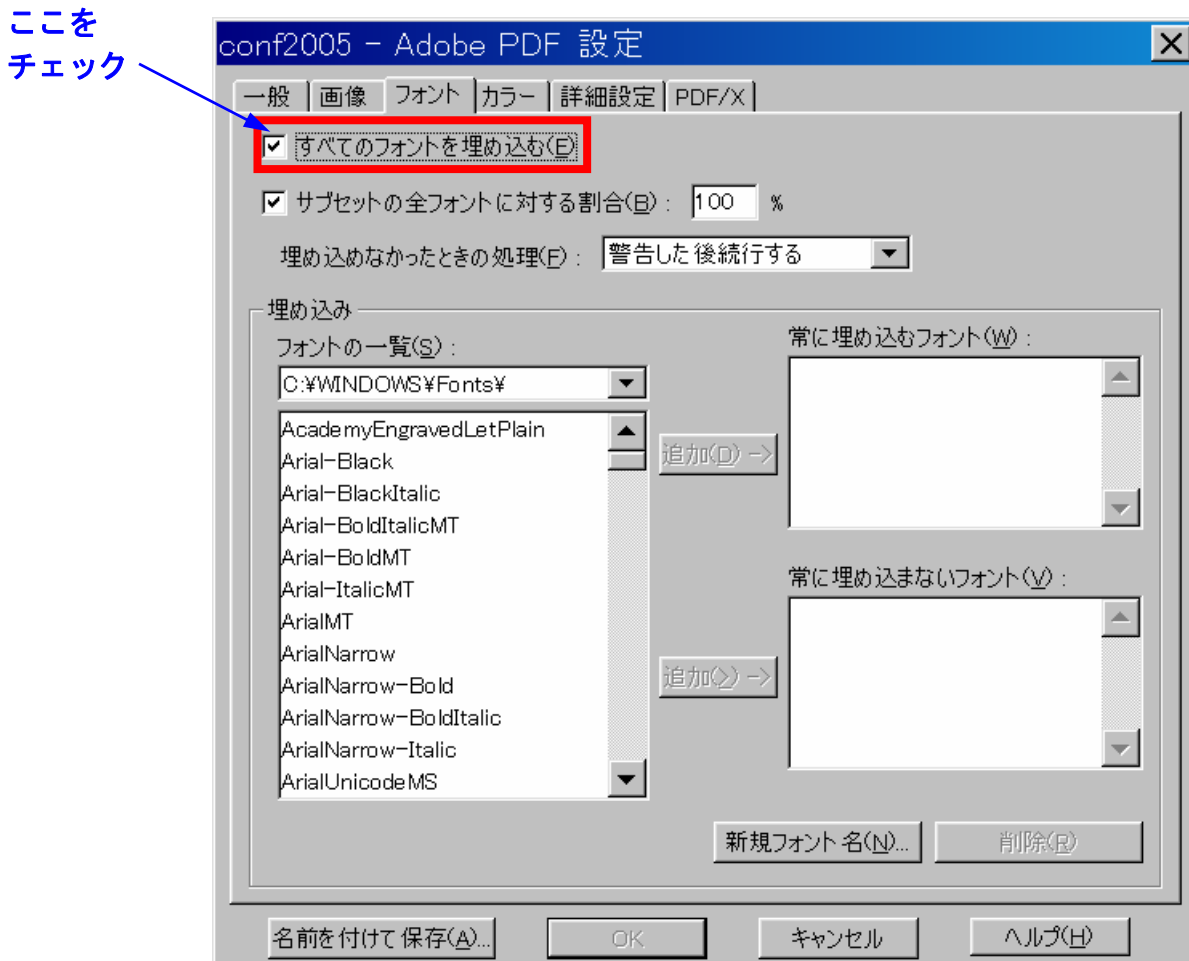 ここを
チェック
conf2005 - Adobe PDF 設定
一般 画像 フォント カラー 詳細設定 PDF/X
すべてのフォントを埋め込む(E)
サブセットの全フォントに対する割合(B) : 100 %
埋め込めなかったときの処理(F) : 警告した後続行する
埋め込み
フォントの一覧(S) :
C:¥WINDOWS¥Fonts¥
AcademyEngravedLetPlain
Arial-Black
Arial-BlackItalic
Arial-BoldItalicMT
Arial-BoldMT
Arial-ItalicMT
ArialMT
ArialNarrow
ArialNarrow-Bold
ArialNarrow-BoldItalic
ArialNarrow-Italic
ArialUnicodeMS
追加(D) ->
追加(>) ->
常に埋め込むフォント(W) :
常に埋め込まないフォント(V) :
新規フォント名(N)... 削除(R)
名前を付けて保存(A)... OK キャンセル ヘルプ(H)